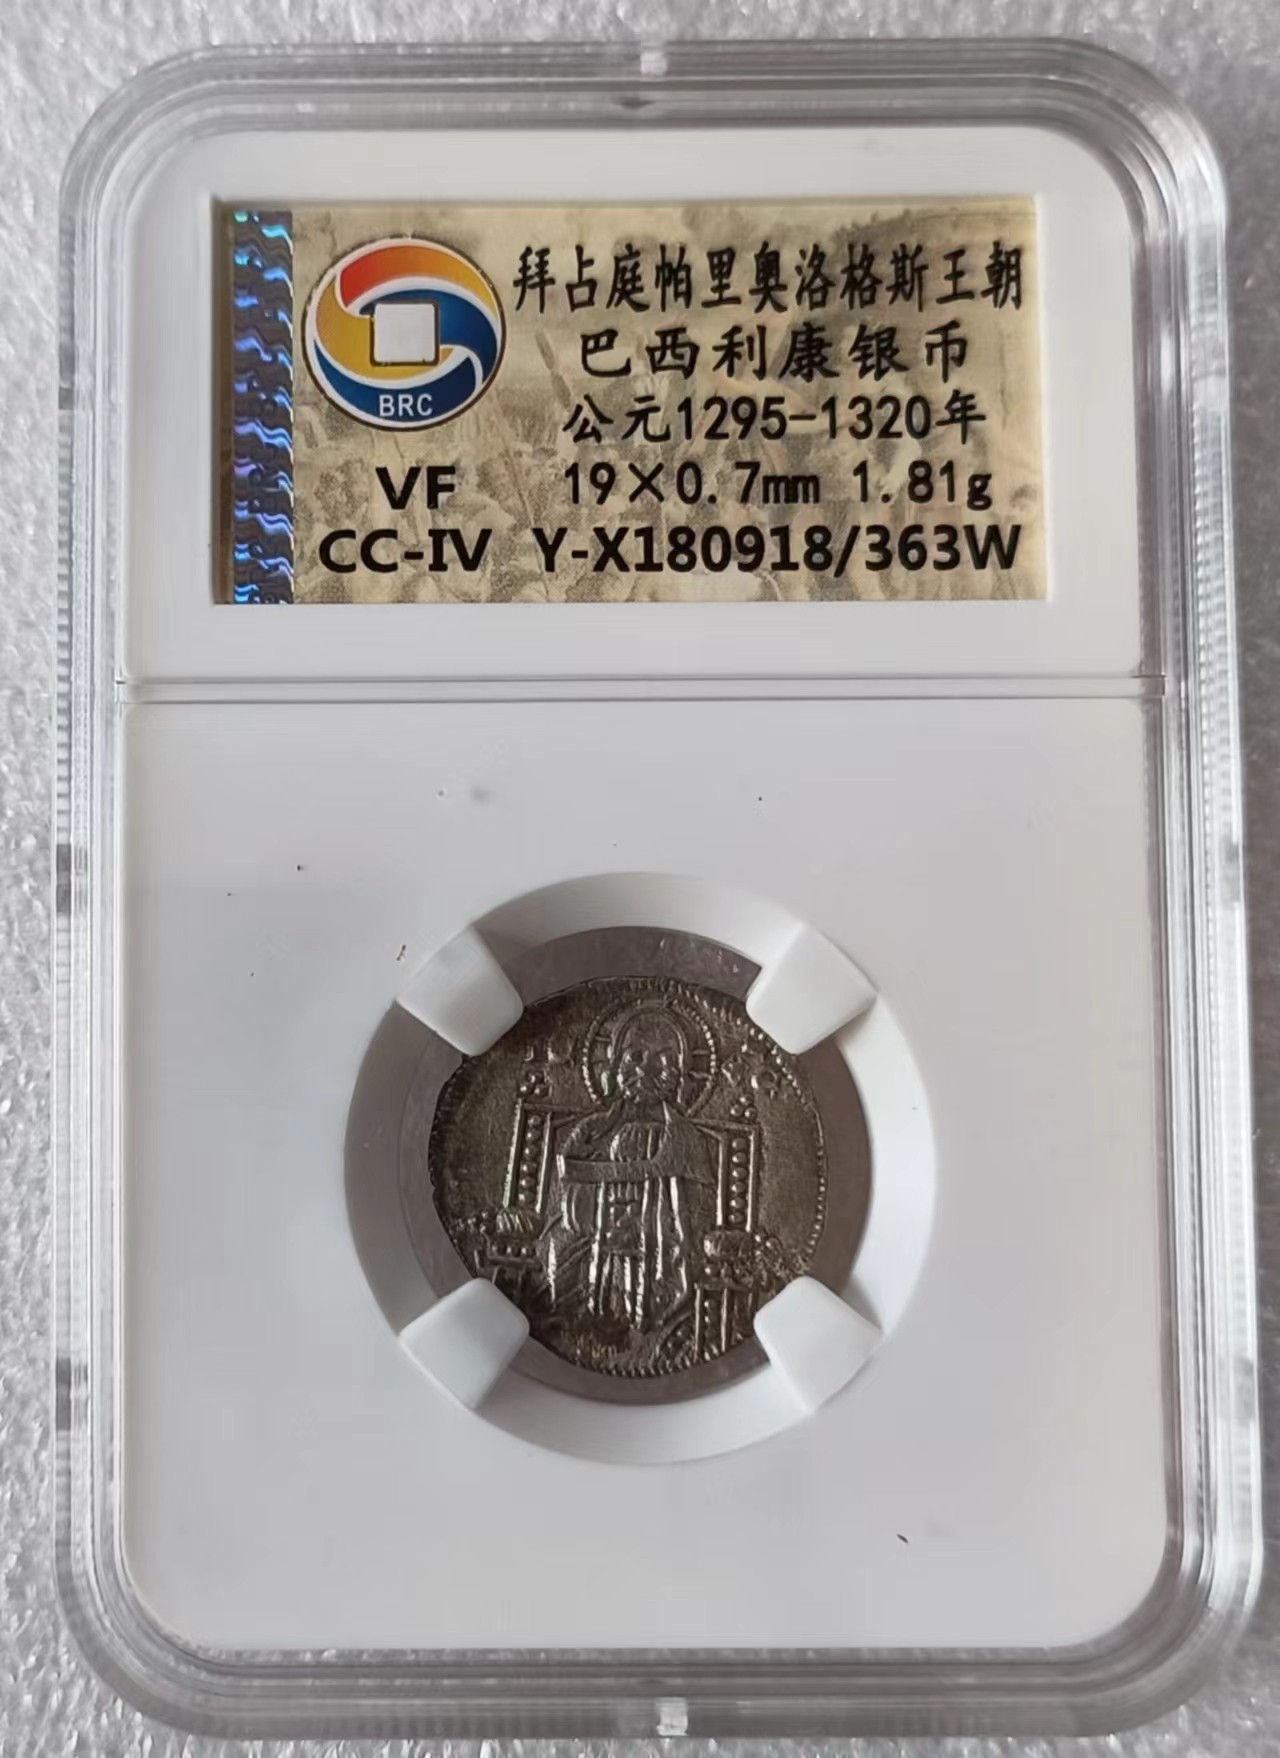 拜占庭帕里奥洛格斯王朝
巴西利康银币
公元1295-1320年
BRC
VF 19×0.7mm 1.81g
CC-IV Y-X180918/363W